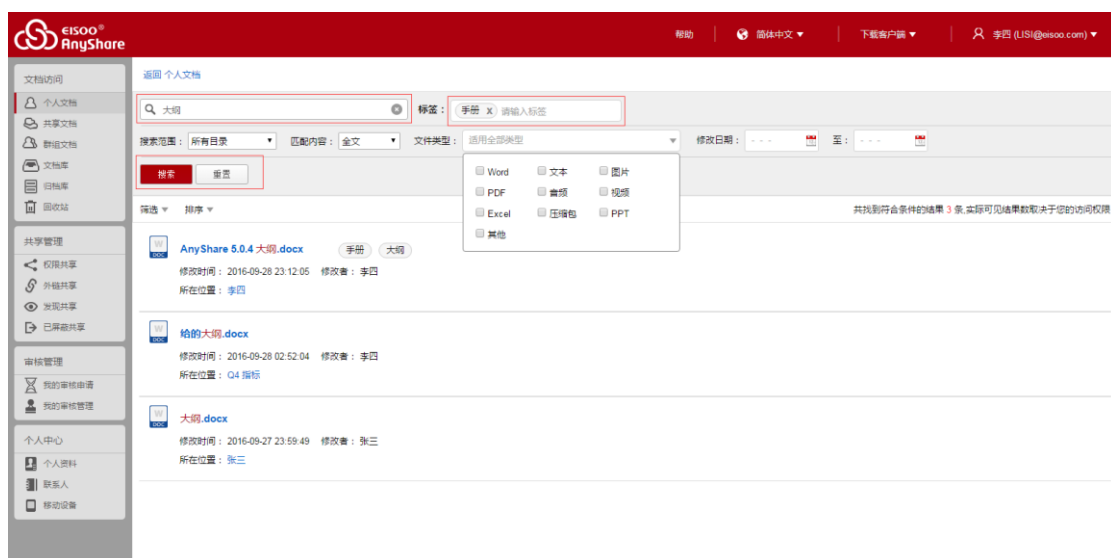 EISOO®
AnyShare
帮助
简体中文 ▼
下载客户端 ▼
李四 (LISI@eisoo.com) ▼
文档访问
个人文档
共享文档
群组文档
文档库
归档库
回收站
共享管理
权限共享
外链共享
发现共享
已屏蔽共享
审核管理
我的审核申请
我的审核管理
个人中心
个人资料
联系人
移动设备
返回 个人文档
大纲
标签： 手册 x 请输入标签
搜索范围： 所有目录 ▼ 匹配内容： 全文 ▼ 文件类型： 适用全部类型 ▼ 修改日期： - - - 至： - - -
Word 文本 图片
PDF 音频 视频
Excel 压缩包 PPT
其他
搜索 重置
筛选 ▼ 排序 ▼ 共找到符合条件的结果 3 条,实际可见结果数取决于您的访问权限
W DOC
AnyShare 5.0.4 大纲.docx 手册 大纲
修改时间： 2016-09-28 23:12:05 修改者： 李四
所在位置： 李四
W DOC
给的大纲.docx
修改时间： 2016-09-28 02:52:04 修改者： 李四
所在位置： Q4 指标
W DOC
大纲.docx
修改时间： 2016-09-27 23:59:49 修改者： 张三
所在位置： 张三